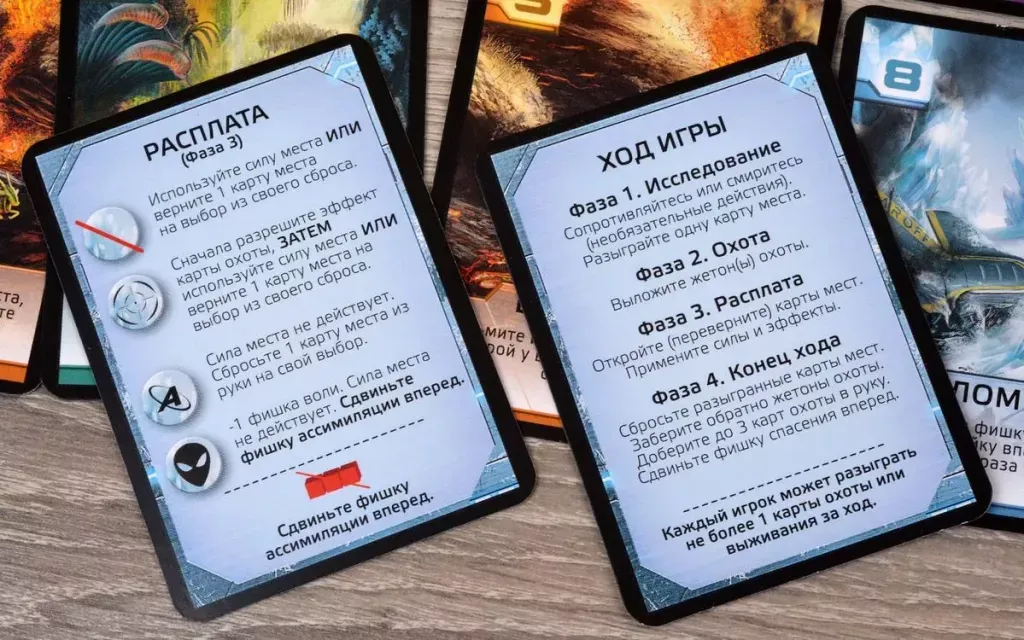 РАСПЛАТА
(Фаза 3)
Используйте силу места ИЛИ
верните 1 карту места
на выбор из своего сброса.
Сначала разрешите эффект
карты охоты, ЗАТЕМ
используйте силу места ИЛИ
верните 1 карту места на
выбор из своего сброса.
Сила места не действует.
Сбросьте 1 карту места из
руки на свой выбор.
-1 фишка воли. Сила места
не действует. Сдвиньте
фишку ассимиляции вперед.
Сдвиньте фишку
ассимиляции вперед.
5
ХОД ИГРЫ
Фаза 1. Исследование
Сопротивляйтесь или смиритесь
(необязательные действия).
Разыграйте одну карту места.
Фаза 2. Охота
Выложите жетон(ы) охоты.
Фаза 3. Расплата
Откройте (переверните) карты мест.
Примените силы и эффекты.
Фаза 4. Конец хода
Сбросьте разыгранные карты мест.
Заберите обратно жетоны охоты.
Доберите до 3 карт охоты в руку.
Сдвиньте фишку спасения вперед.
Каждый игрок может разыграть
не более 1 карты охоты или
выживания за ход.
8